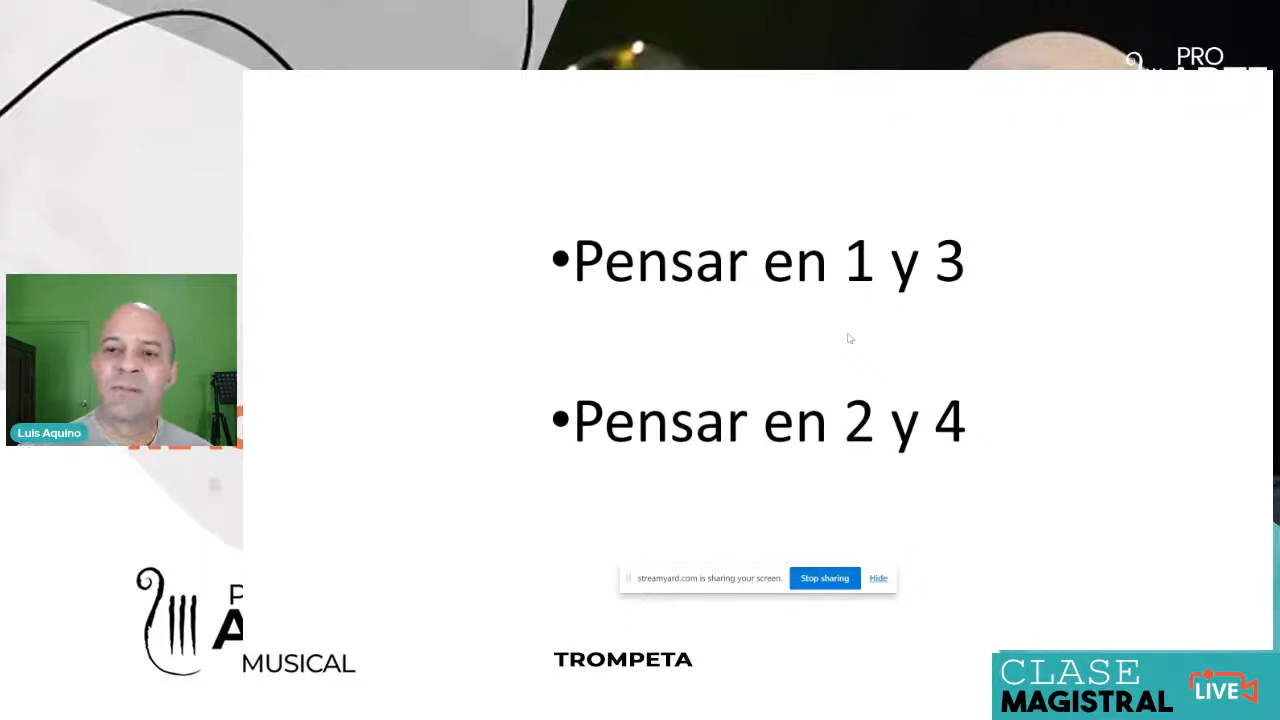 PRO
•Pensar en 1 y 3
•Pensar en 2 y 4
Luis Aquino
streamyard.com is sharing your screen.
Stop sharing
Hide
MUSICAL
TROMPETA
CLASE
MAGISTRAL
LIVE